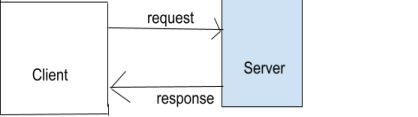 request
Client
Server
response